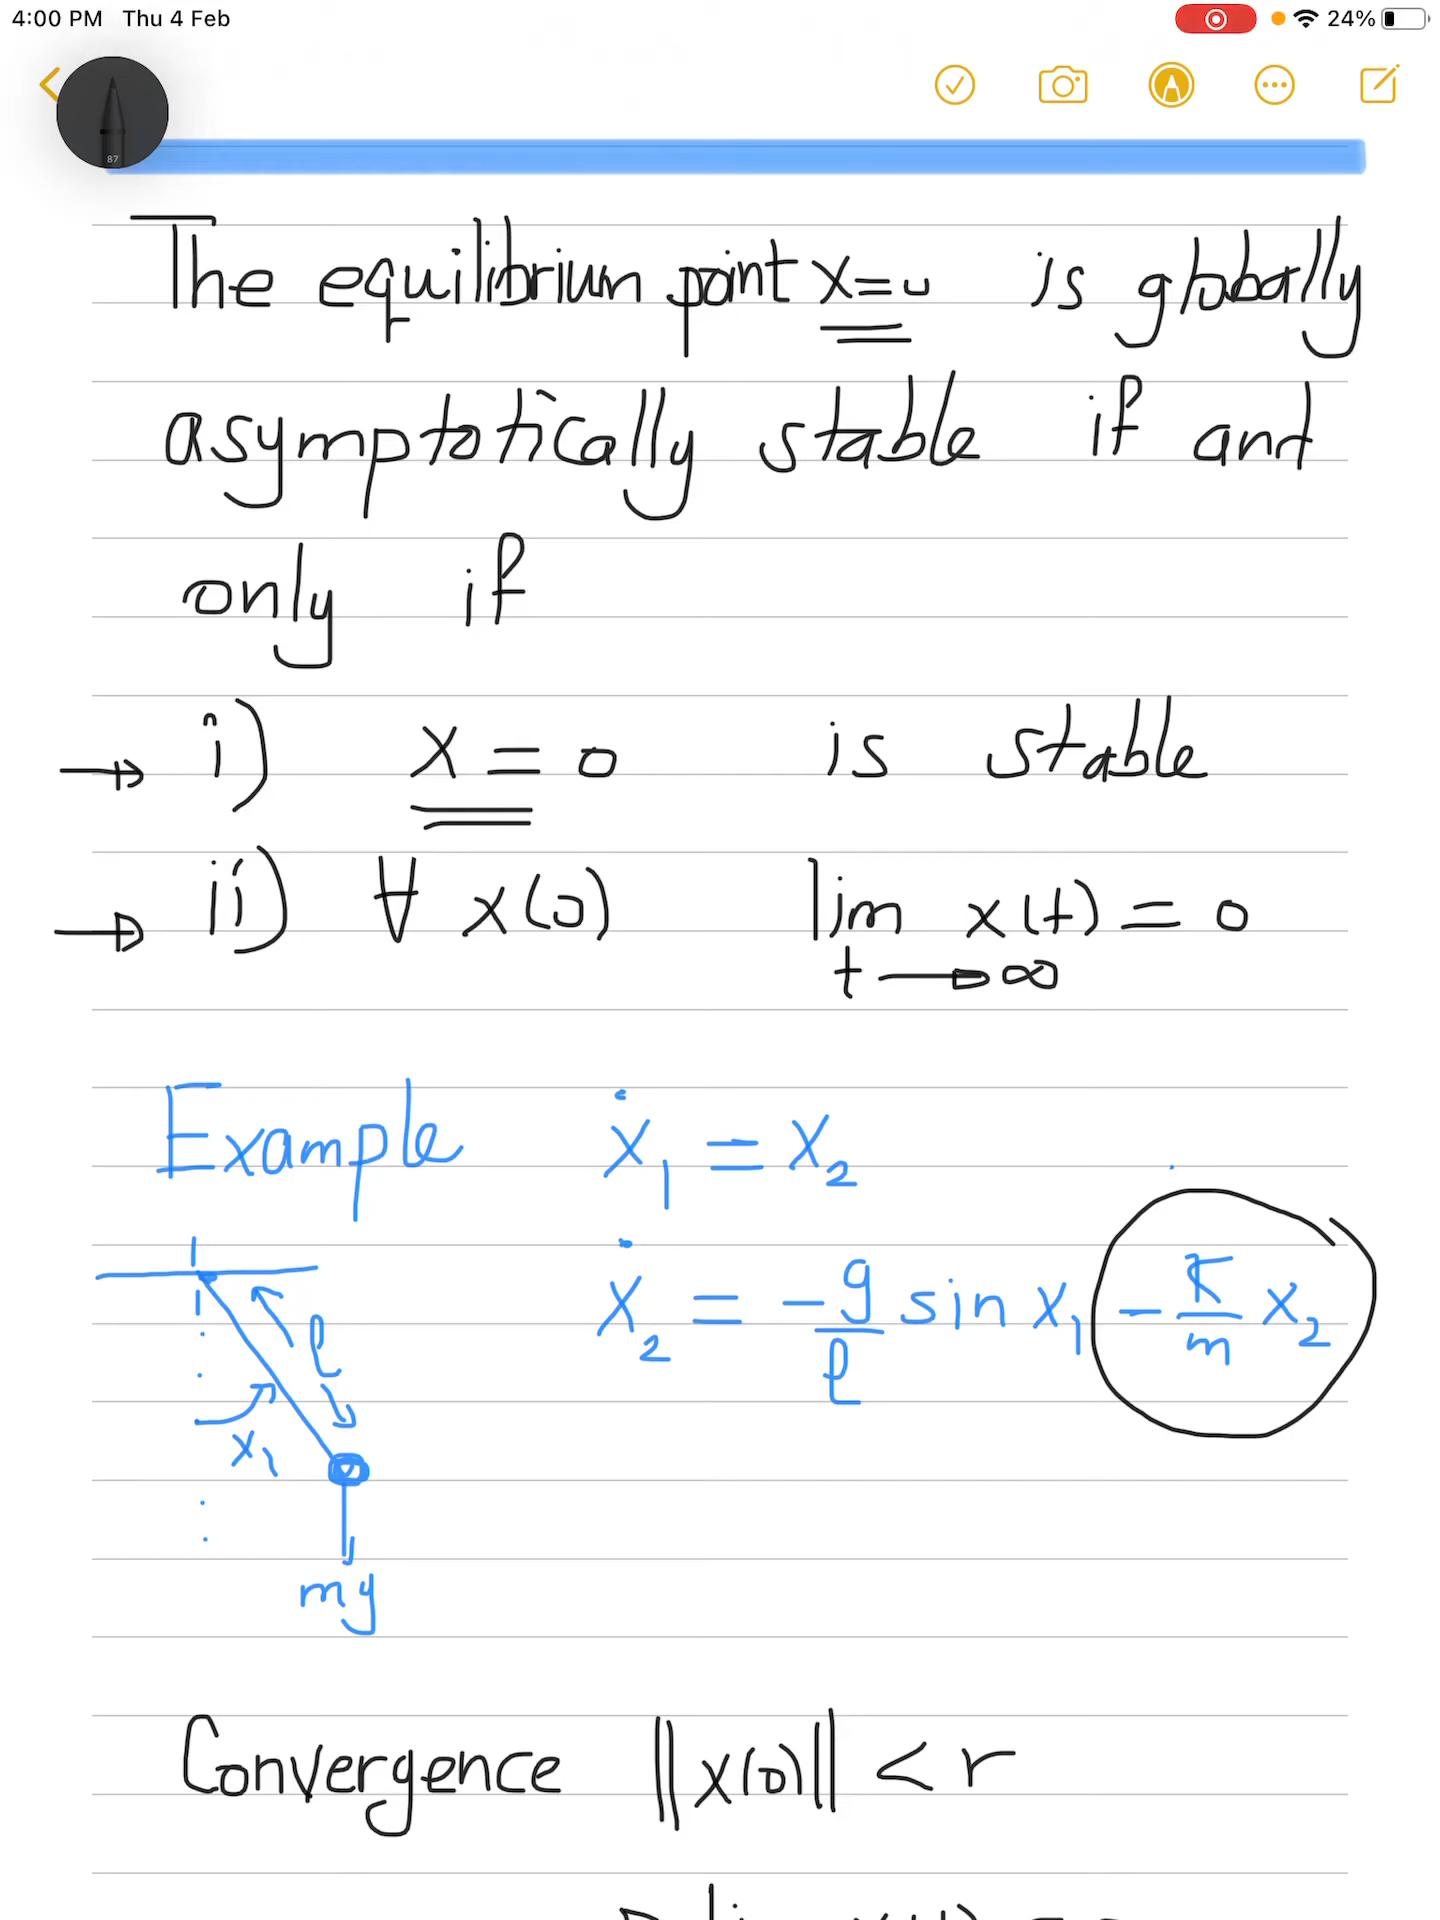 4:00 PM Thu 4 Feb 24%
87
The equilibrium point x=0 is globally
asymptotically stable if and
only if
→ i) x = 0 is stable
→ ii) ∀ x(0) lim x(t) = 0
t → ∞
Example ẋ₁ = x₂
ẋ₂ = -g/l sin x₁ - k/m x₂
l
x₁
mg
Convergence ||x(0)|| < r